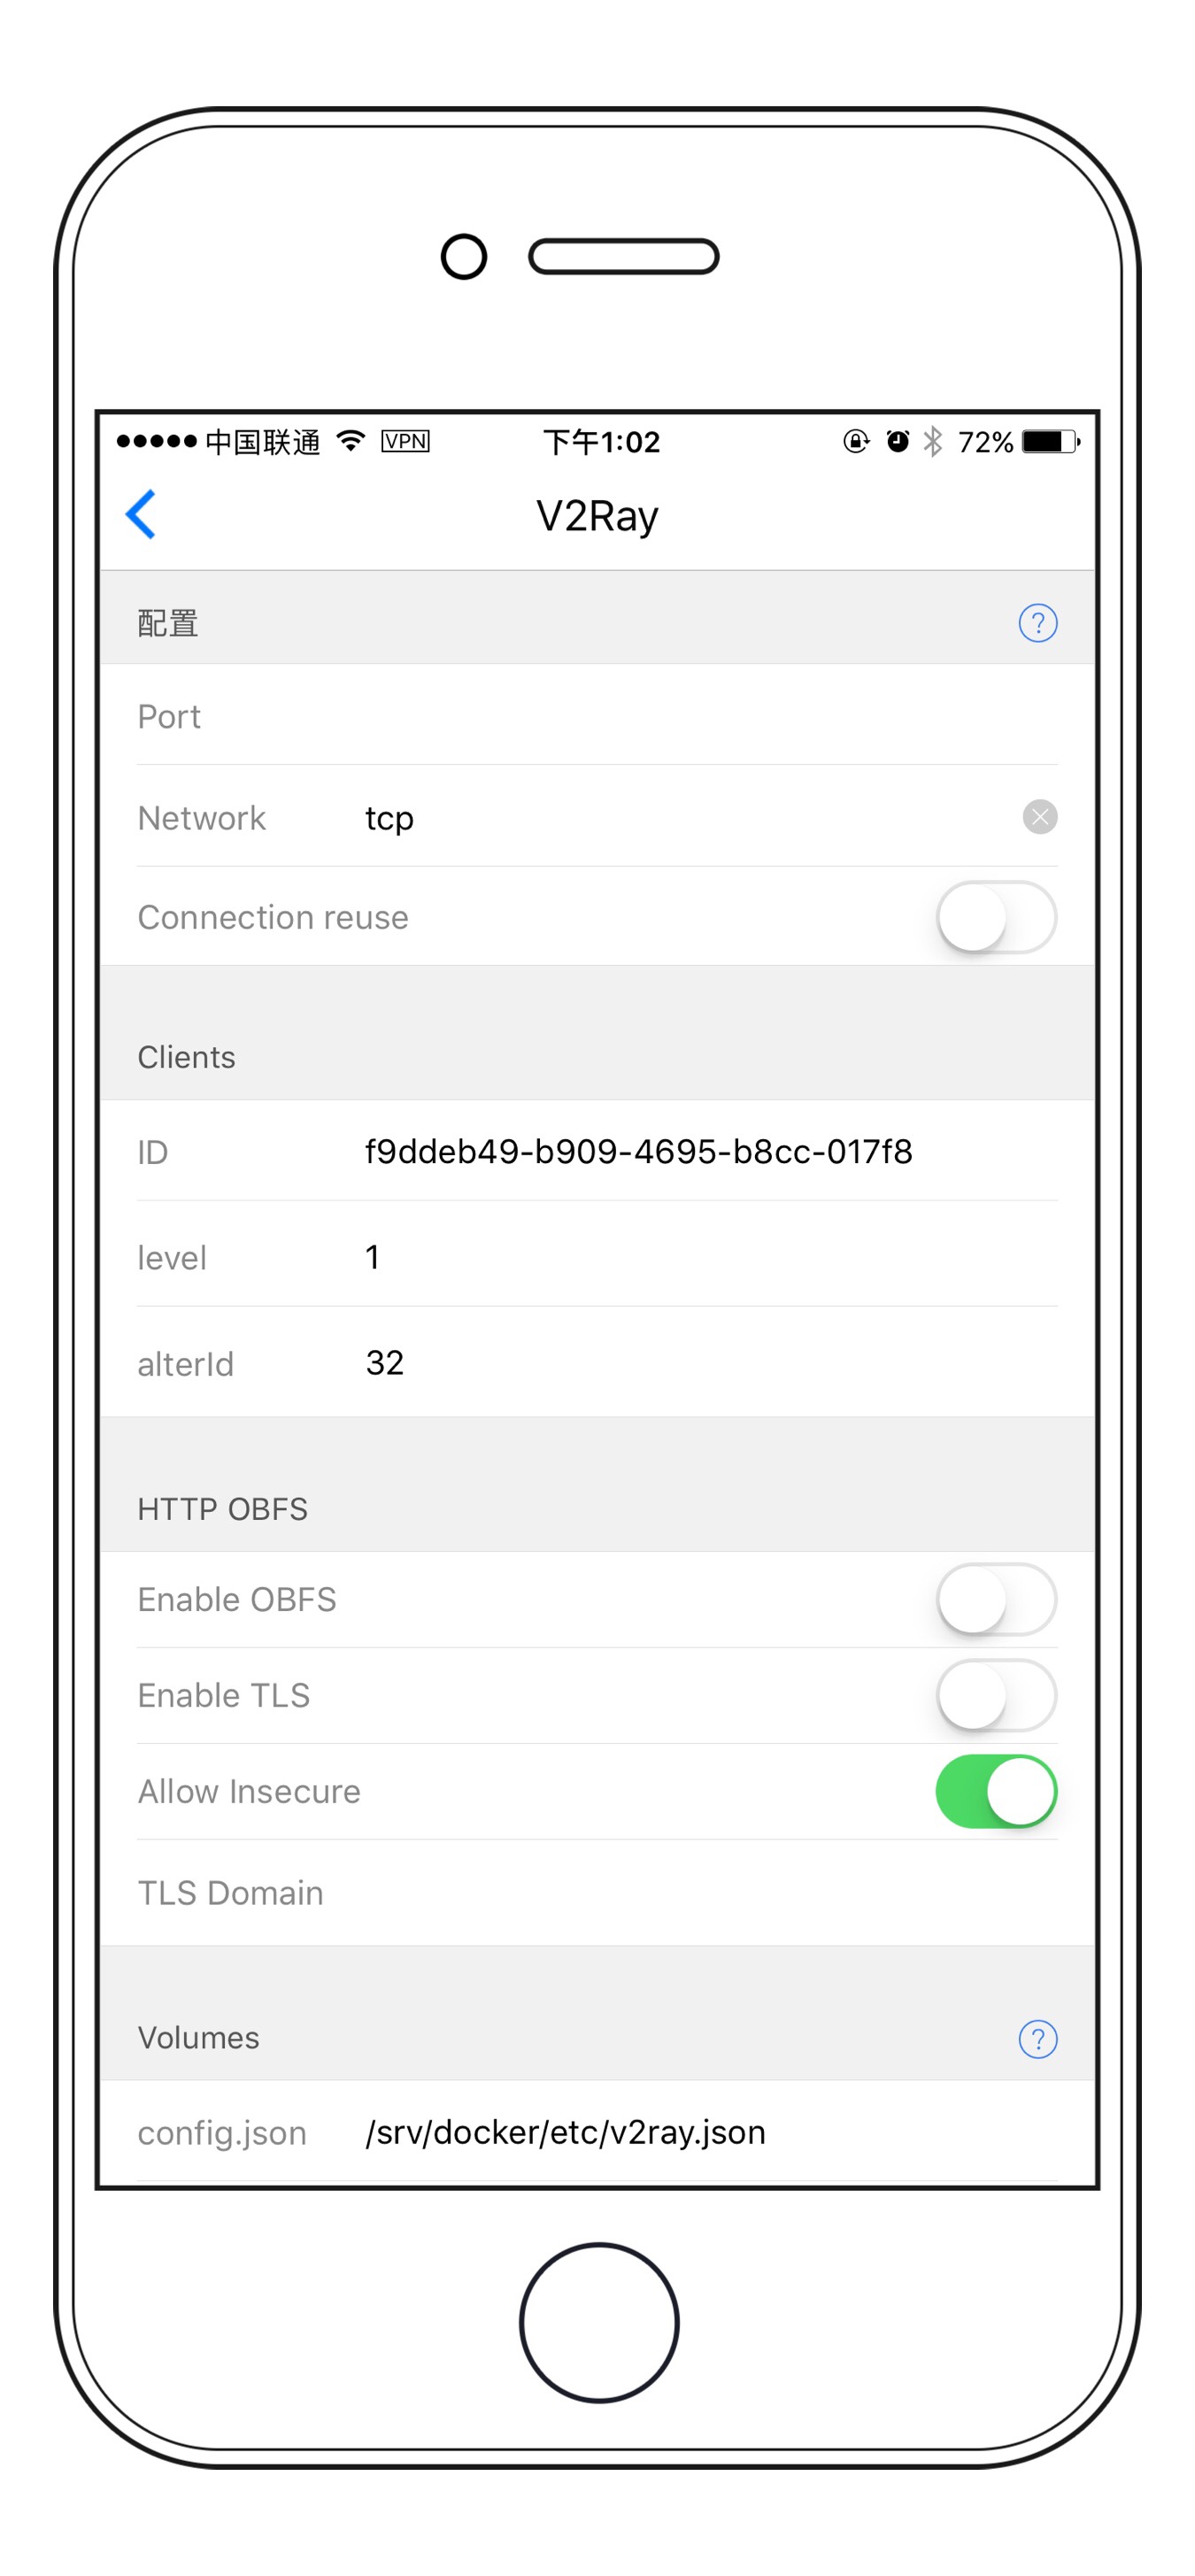 中国联通 VPN 下午1:02 72%
V2Ray
配置 ?
Port
Network tcp
Connection reuse
Clients
ID f9ddeb49-b909-4695-b8cc-017f8
level 1
alterId 32
HTTP OBFS
Enable OBFS
Enable TLS
Allow Insecure
TLS Domain
Volumes ?
config.json /srv/docker/etc/v2ray.json